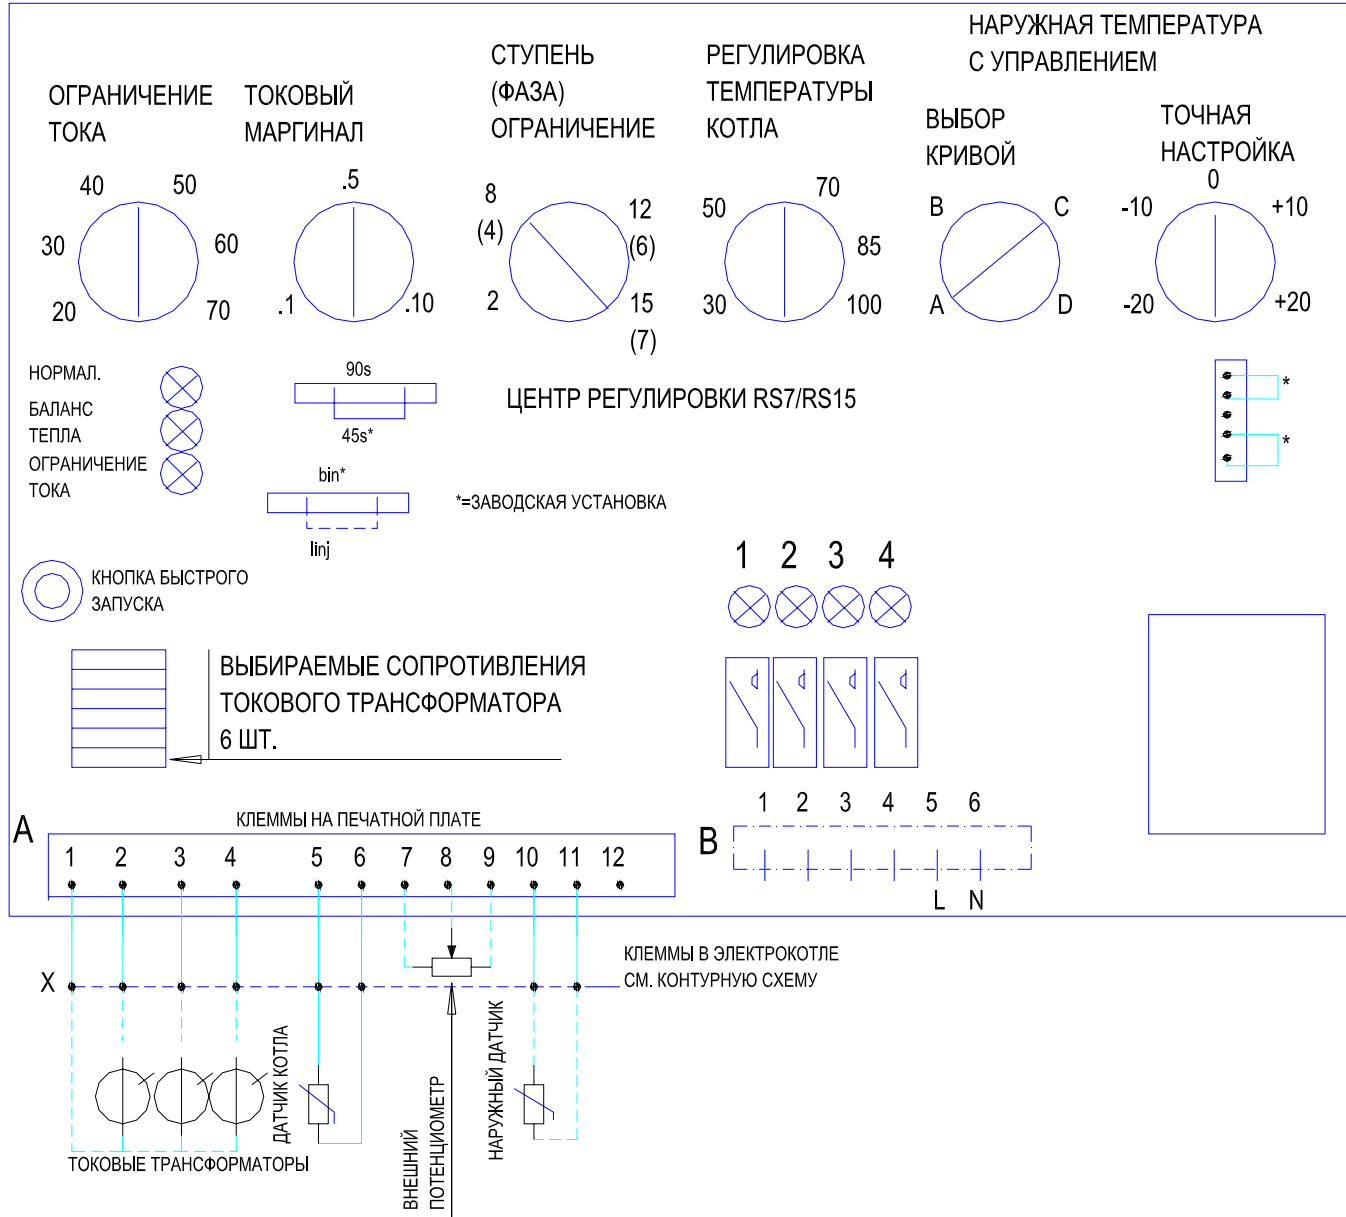 НАРУЖНАЯ ТЕМПЕРАТУРА
С УПРАВЛЕНИЕМ
ОГРАНИЧЕНИЕ
ТОКА
ТОКОВЫЙ
МАРГИНАЛ
СТУПЕНЬ
(ФАЗА)
ОГРАНИЧЕНИЕ
РЕГУЛИРОВКА
ТЕМПЕРАТУРЫ
КОТЛА
ВЫБОР
КРИВОЙ
ТОЧНАЯ
НАСТРОЙКА
40 50
30 60
20 70
.5
.1 .10
8 12
(4) (6)
2 15
(7)
70
50 85
30 100
B C
A D
0
-10 +10
-20 +20
НОРМАЛ.
БАЛАНС
ТЕПЛА
ОГРАНИЧЕНИЕ
ТОКА
90s
45s*
bin*
linj
ЦЕНТР РЕГУЛИРОВКИ RS7/RS15
*=ЗАВОДСКАЯ УСТАНОВКА
*
*
КНОПКА БЫСТРОГО
ЗАПУСКА
1 2 3 4
ВЫБИРАЕМЫЕ СОПРОТИВЛЕНИЯ
ТОКОВОГО ТРАНСФОРМАТОРА
6 ШТ.
A
КЛЕММЫ НА ПЕЧАТНОЙ ПЛАТЕ
1 2 3 4 5 6 7 8 9 10 11 12
1 2 3 4 5 6
B
L N
X
КЛЕММЫ В ЭЛЕКТРОКОТЛЕ
СМ. КОНТУРНУЮ СХЕМУ
ДАТЧИК КОТЛА
ВНЕШНИЙ
ПОТЕНЦИОМЕТР
НАРУЖНЫЙ ДАТЧИК
ТОКОВЫЕ ТРАНСФОРМАТОРЫ